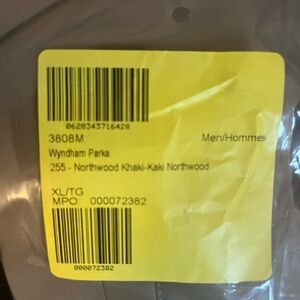 0628343716428
3808M Men/Hommes
Wyndham Parka
255 - Northwood Khaki-Kaki Northwood
XL/TG
MPO: 000072382
000072382